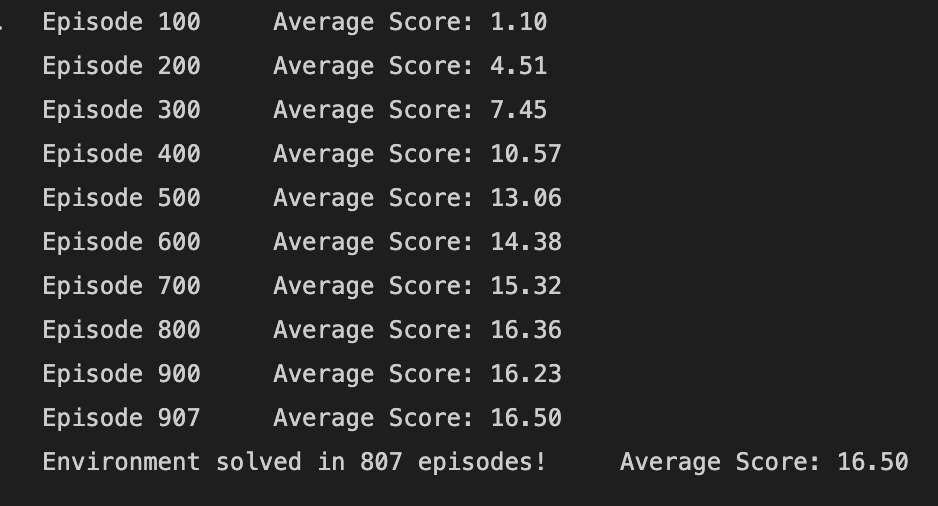 Episode 100	Average Score: 1.10
Episode 200	Average Score: 4.51
Episode 300	Average Score: 7.45
Episode 400	Average Score: 10.57
Episode 500	Average Score: 13.06
Episode 600	Average Score: 14.38
Episode 700	Average Score: 15.32
Episode 800	Average Score: 16.36
Episode 900	Average Score: 16.23
Episode 907	Average Score: 16.50
Environment solved in 807 episodes!	Average Score: 16.50